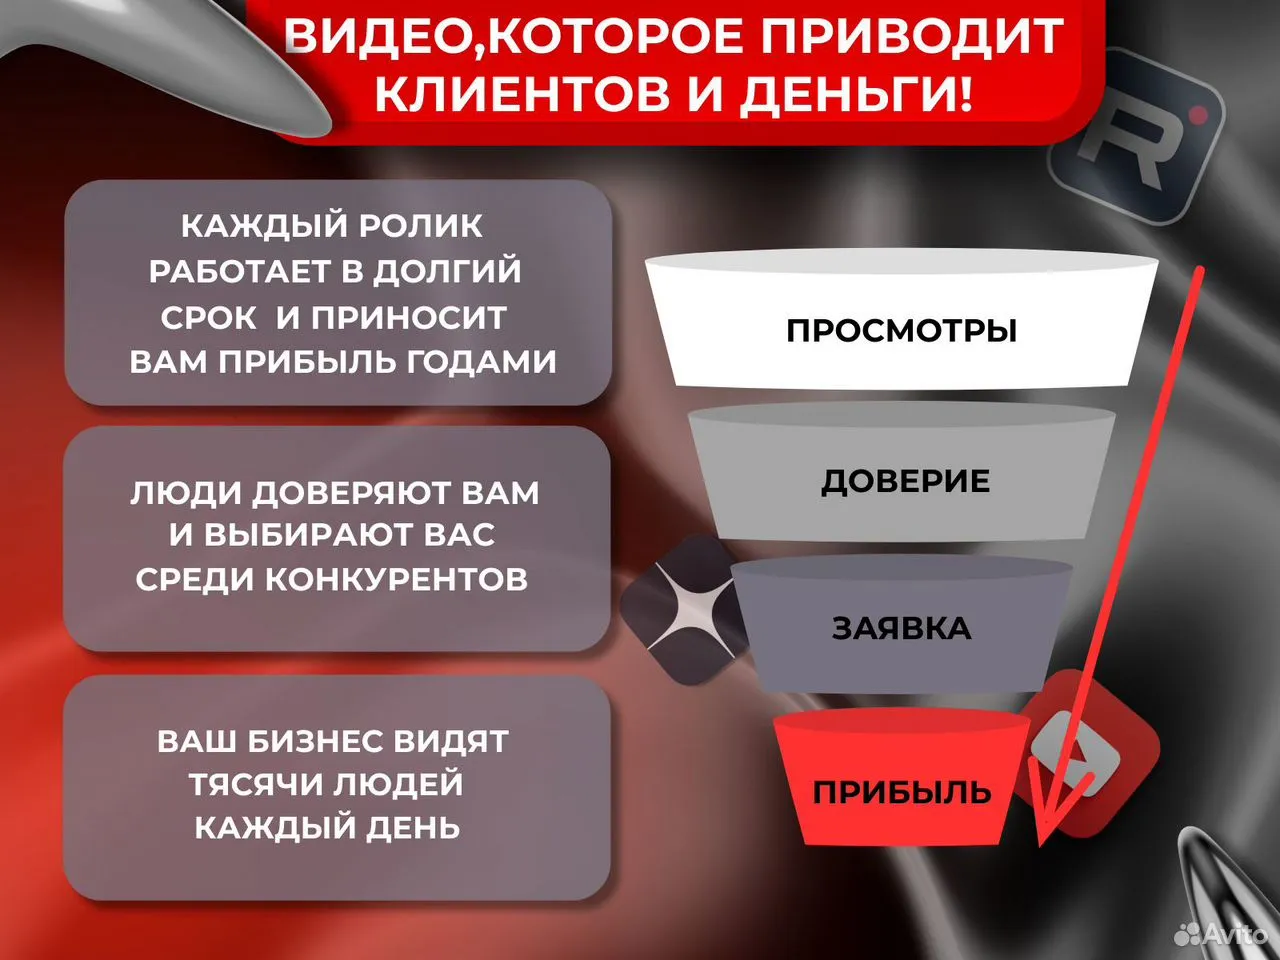 ВИДЕО,КОТОРОЕ ПРИВОДИТ
КЛИЕНТОВ И ДЕНЬГИ!
КАЖДЫЙ РОЛИК
РАБОТАЕТ В ДОЛГИЙ
СРОК И ПРИНОСИТ
ВАМ ПРИБЫЛЬ ГОДАМИ
ЛЮДИ ДОВЕРЯЮТ ВАМ
И ВЫБИРАЮТ ВАС
СРЕДИ КОНКУРЕНТОВ
ВАШ БИЗНЕС ВИДЯТ
ТЯСЯЧИ ЛЮДЕЙ
КАЖДЫЙ ДЕНЬ
R
ПРОСМОТРЫ
ДОВЕРИЕ
ЗАЯВКА
ПРИБЫЛЬ
Avito